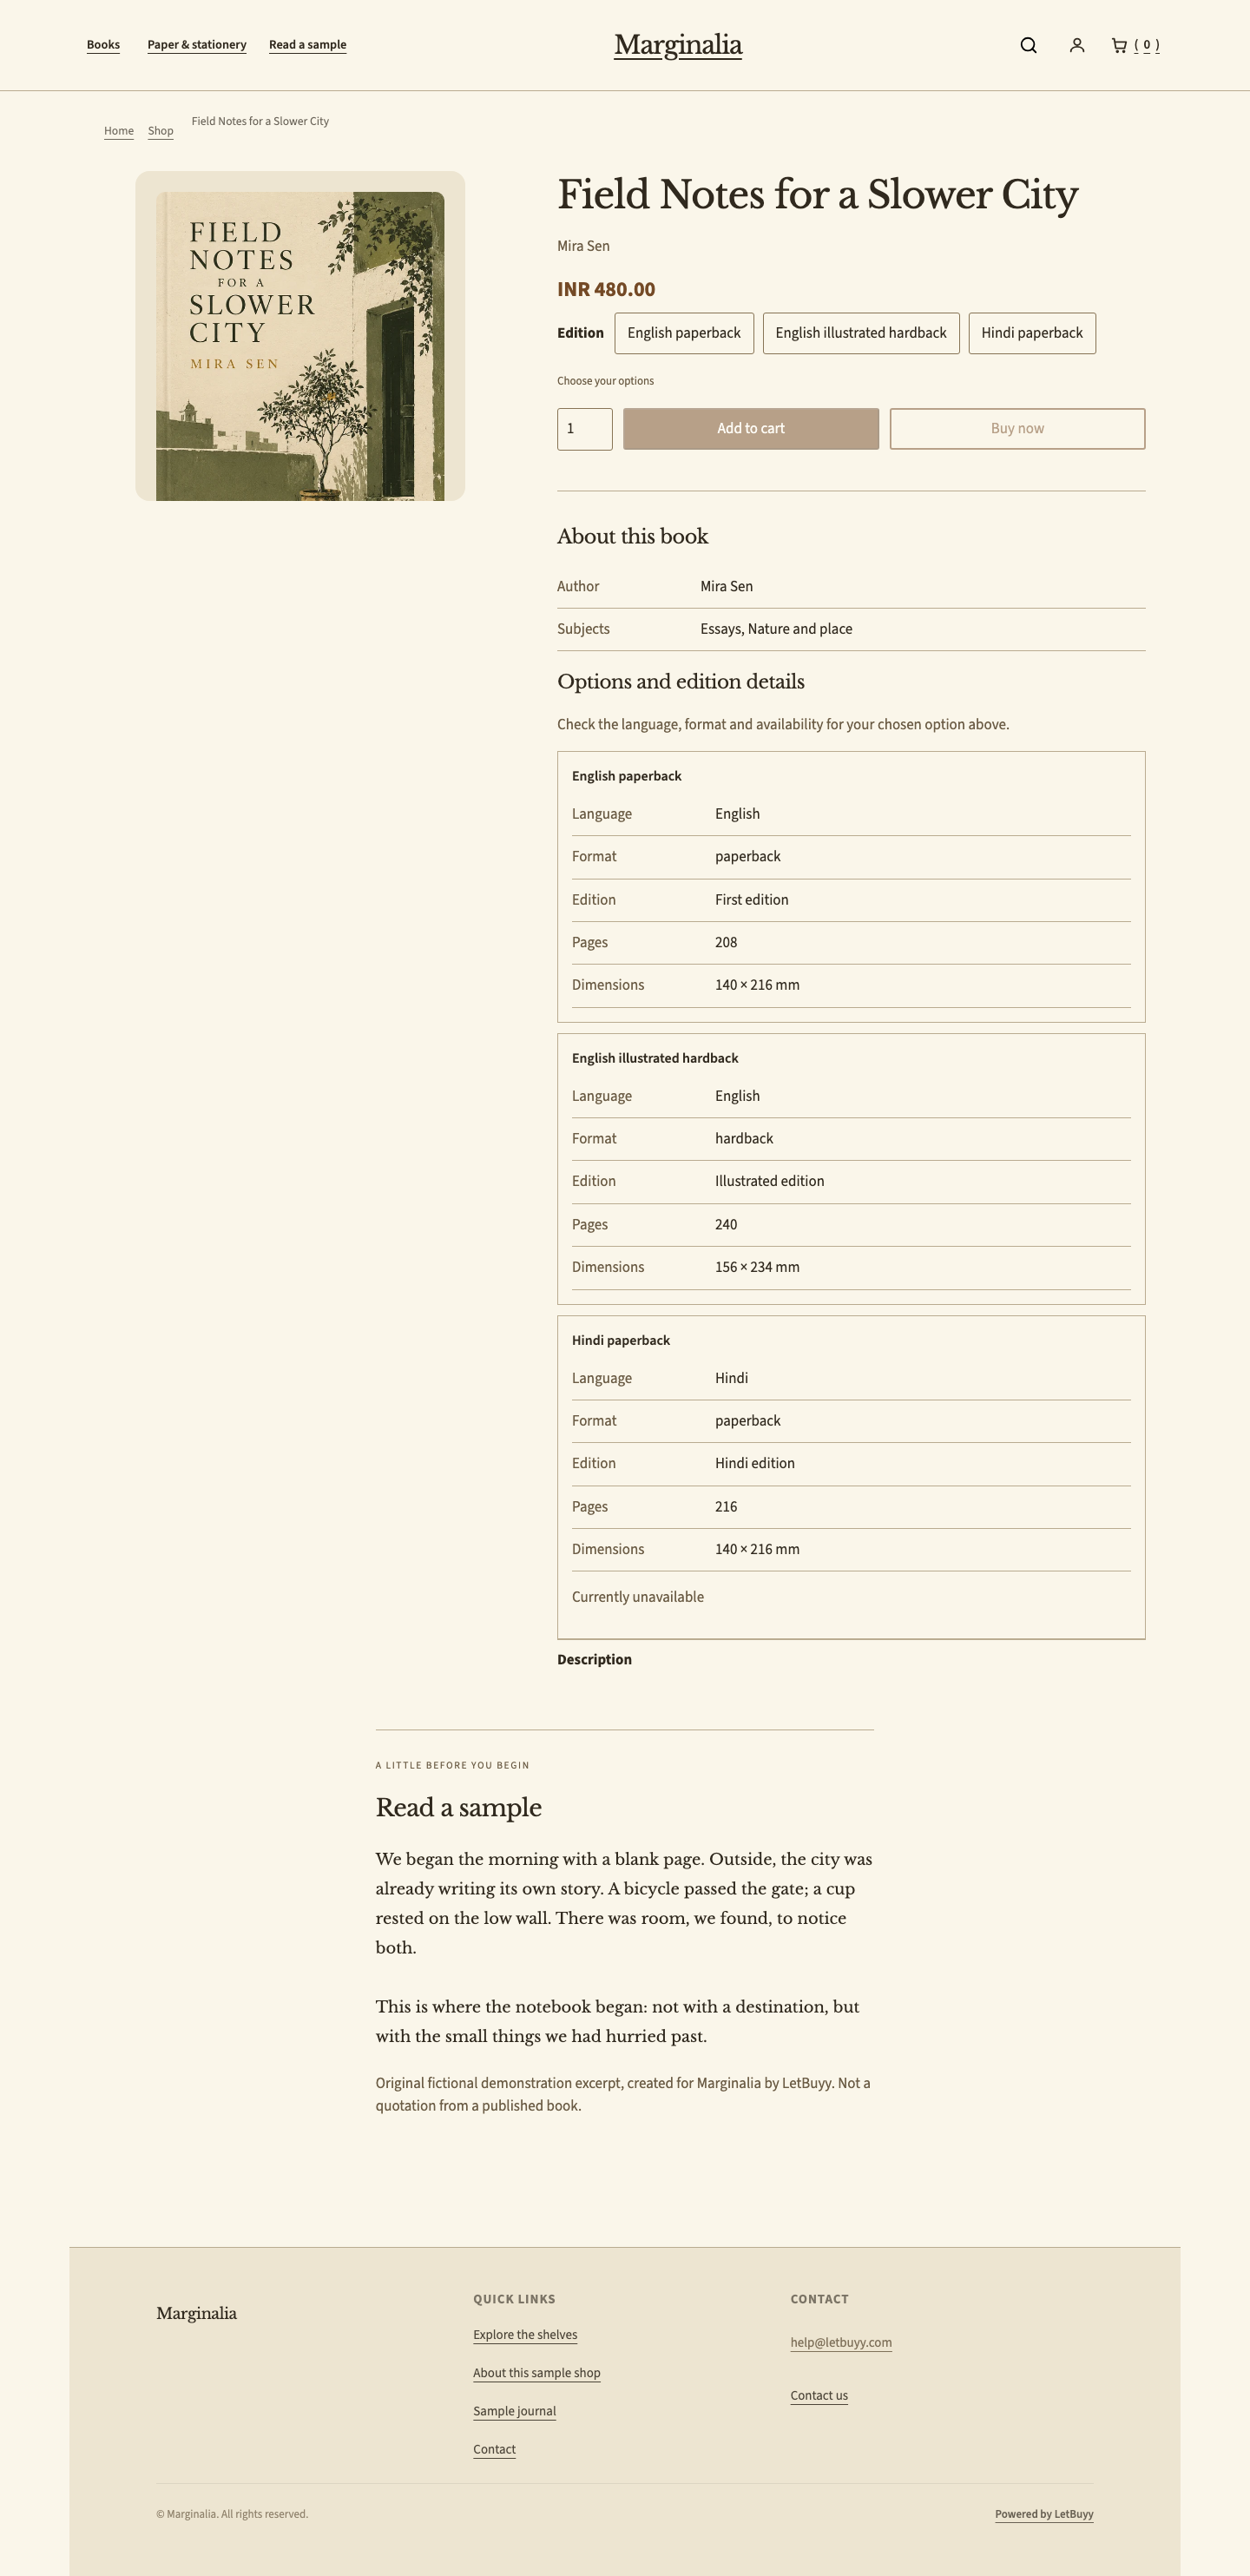 Books Paper & stationery Read a sample Marginalia ( 0 )
Home Shop Field Notes for a Slower City
FIELD
NOTES
FOR A
SLOWER
CITY
MIRA SEN
Field Notes for a Slower City
Mira Sen
INR 480.00
Edition English paperback English illustrated hardback Hindi paperback
Choose your options
1 Add to cart Buy now
About this book
Author Mira Sen
Subjects Essays, Nature and place
Options and edition details
Check the language, format and availability for your chosen option above.
English paperback
Language English
Format paperback
Edition First edition
Pages 208
Dimensions 140 × 216 mm
English illustrated hardback
Language English
Format hardback
Edition Illustrated edition
Pages 240
Dimensions 156 × 234 mm
Hindi paperback
Language Hindi
Format paperback
Edition Hindi edition
Pages 216
Dimensions 140 × 216 mm
Currently unavailable
Description
A LITTLE BEFORE YOU BEGIN
Read a sample
We began the morning with a blank page. Outside, the city was
already writing its own story. A bicycle passed the gate; a cup
rested on the low wall. There was room, we found, to notice
both.
This is where the notebook began: not with a destination, but
with the small things we had hurried past.
Original fictional demonstration excerpt, created for Marginalia by LetBuyy. Not a
quotation from a published book.
Marginalia
QUICK LINKS
Explore the shelves
About this sample shop
Sample journal
Contact
CONTACT
help@letbuyy.com
Contact us
© Marginalia. All rights reserved.
Powered by LetBuyy